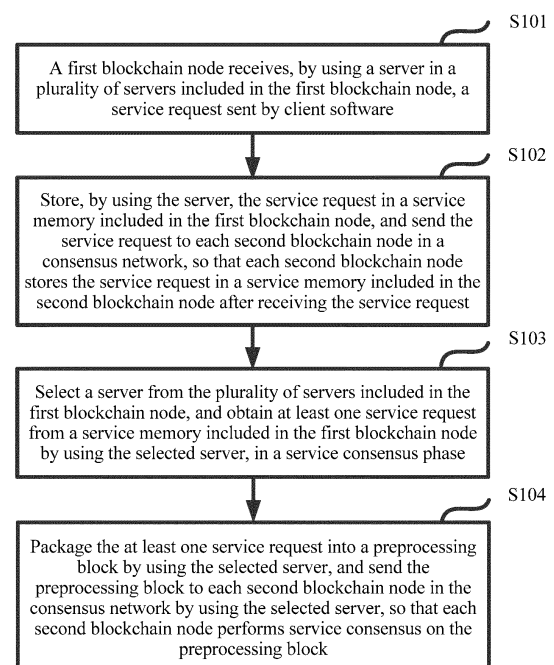 S101
A first blockchain node receives, by using a server in a
plurality of servers included in the first blockchain node, a
service request sent by client software
S102
Store, by using the server, the service request in a service
memory included in the first blockchain node, and send the
service request to each second blockchain node in a
consensus network, so that each second blockchain node
stores the service request in a service memory included in the
second blockchain node after receiving the service request
S103
Select a server from the plurality of servers included in the
first blockchain node, and obtain at least one service request
from a service memory included in the first blockchain node
by using the selected server, in a service consensus phase
S104
Package the at least one service request into a preprocessing
block by using the selected server, and send the
preprocessing block to each second blockchain node in the
consensus network by using the selected server, so that each
second blockchain node performs service consensus on the
preprocessing block